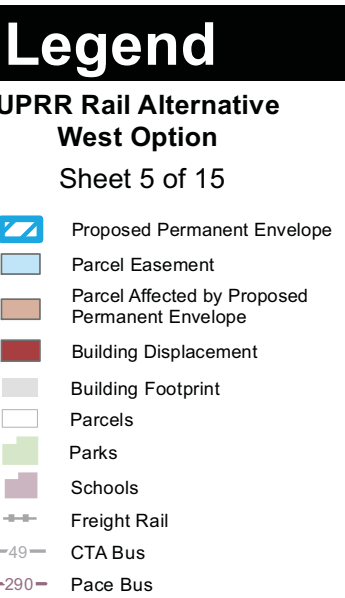 Legend
UPRR Rail Alternative
West Option
Sheet 5 of 15
Proposed Permanent Envelope
Parcel Easement
Parcel Affected by Proposed
Permanent Envelope
Building Displacement
Building Footprint
Parcels
Parks
Schools
Freight Rail
49 CTA Bus
290 Pace Bus